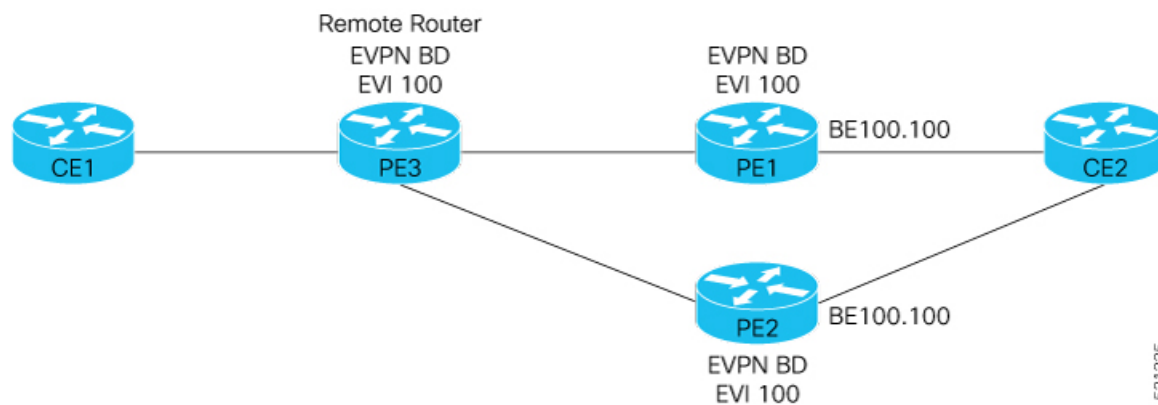 Remote Router
EVPN BD
EVI 100
EVPN BD
EVI 100
BE100.100
CE1
PE3
PE1
CE2
PE2
BE100.100
EVPN BD
EVI 100